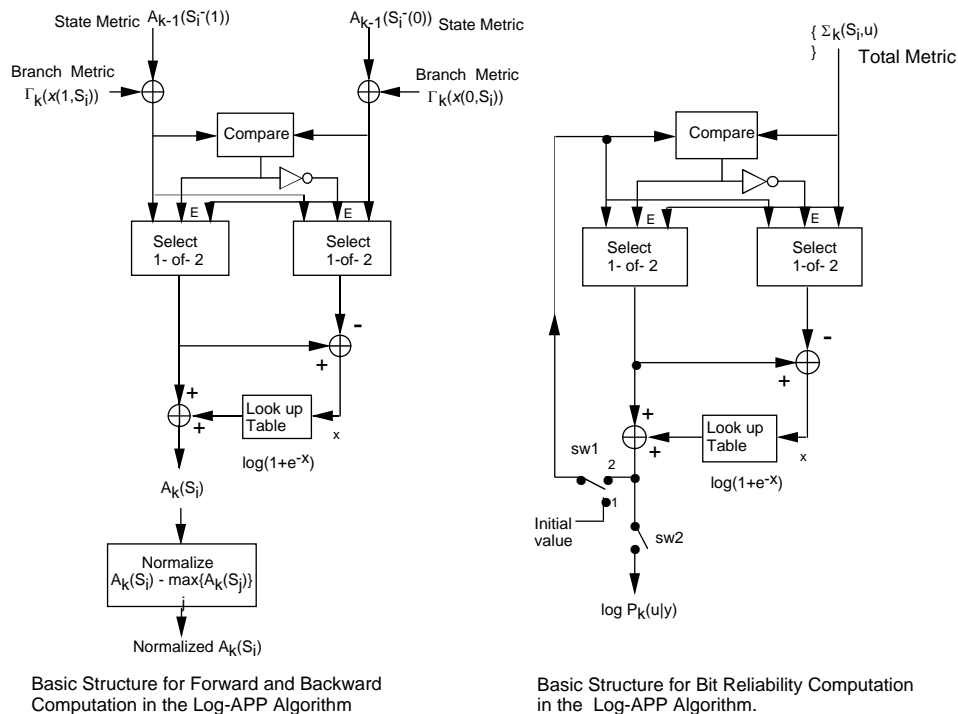 A_{k-1}(S_i^-(1))
State Metric
A_{k-1}(S_i^-(0))
State Metric
Branch Metric
Γ_k(x(1,S_i))
Branch Metric
Γ_k(x(0,S_i))
Compare
E
E
Select
1- of- 2
Select
1-of- 2
-
+
+
+
Look up
Table
x
log(1+e^{-x})
A_k(S_i)
Normalize
A_k(S_i) - max{A_k(S_j)}
j
Normalized A_k(S_i)
Basic Structure for Forward and Backward
Computation in the Log-APP Algorithm
{ Σ_k(S_i,u)
}
Total Metric
Compare
E
E
Select
1- of- 2
Select
1-of- 2
-
+
+
+
Look up
Table
x
log(1+e^{-x})
sw1
2
1
Initial
value
sw2
log P_k(u|y)
Basic Structure for Bit Reliability Computation
in the Log-APP Algorithm.